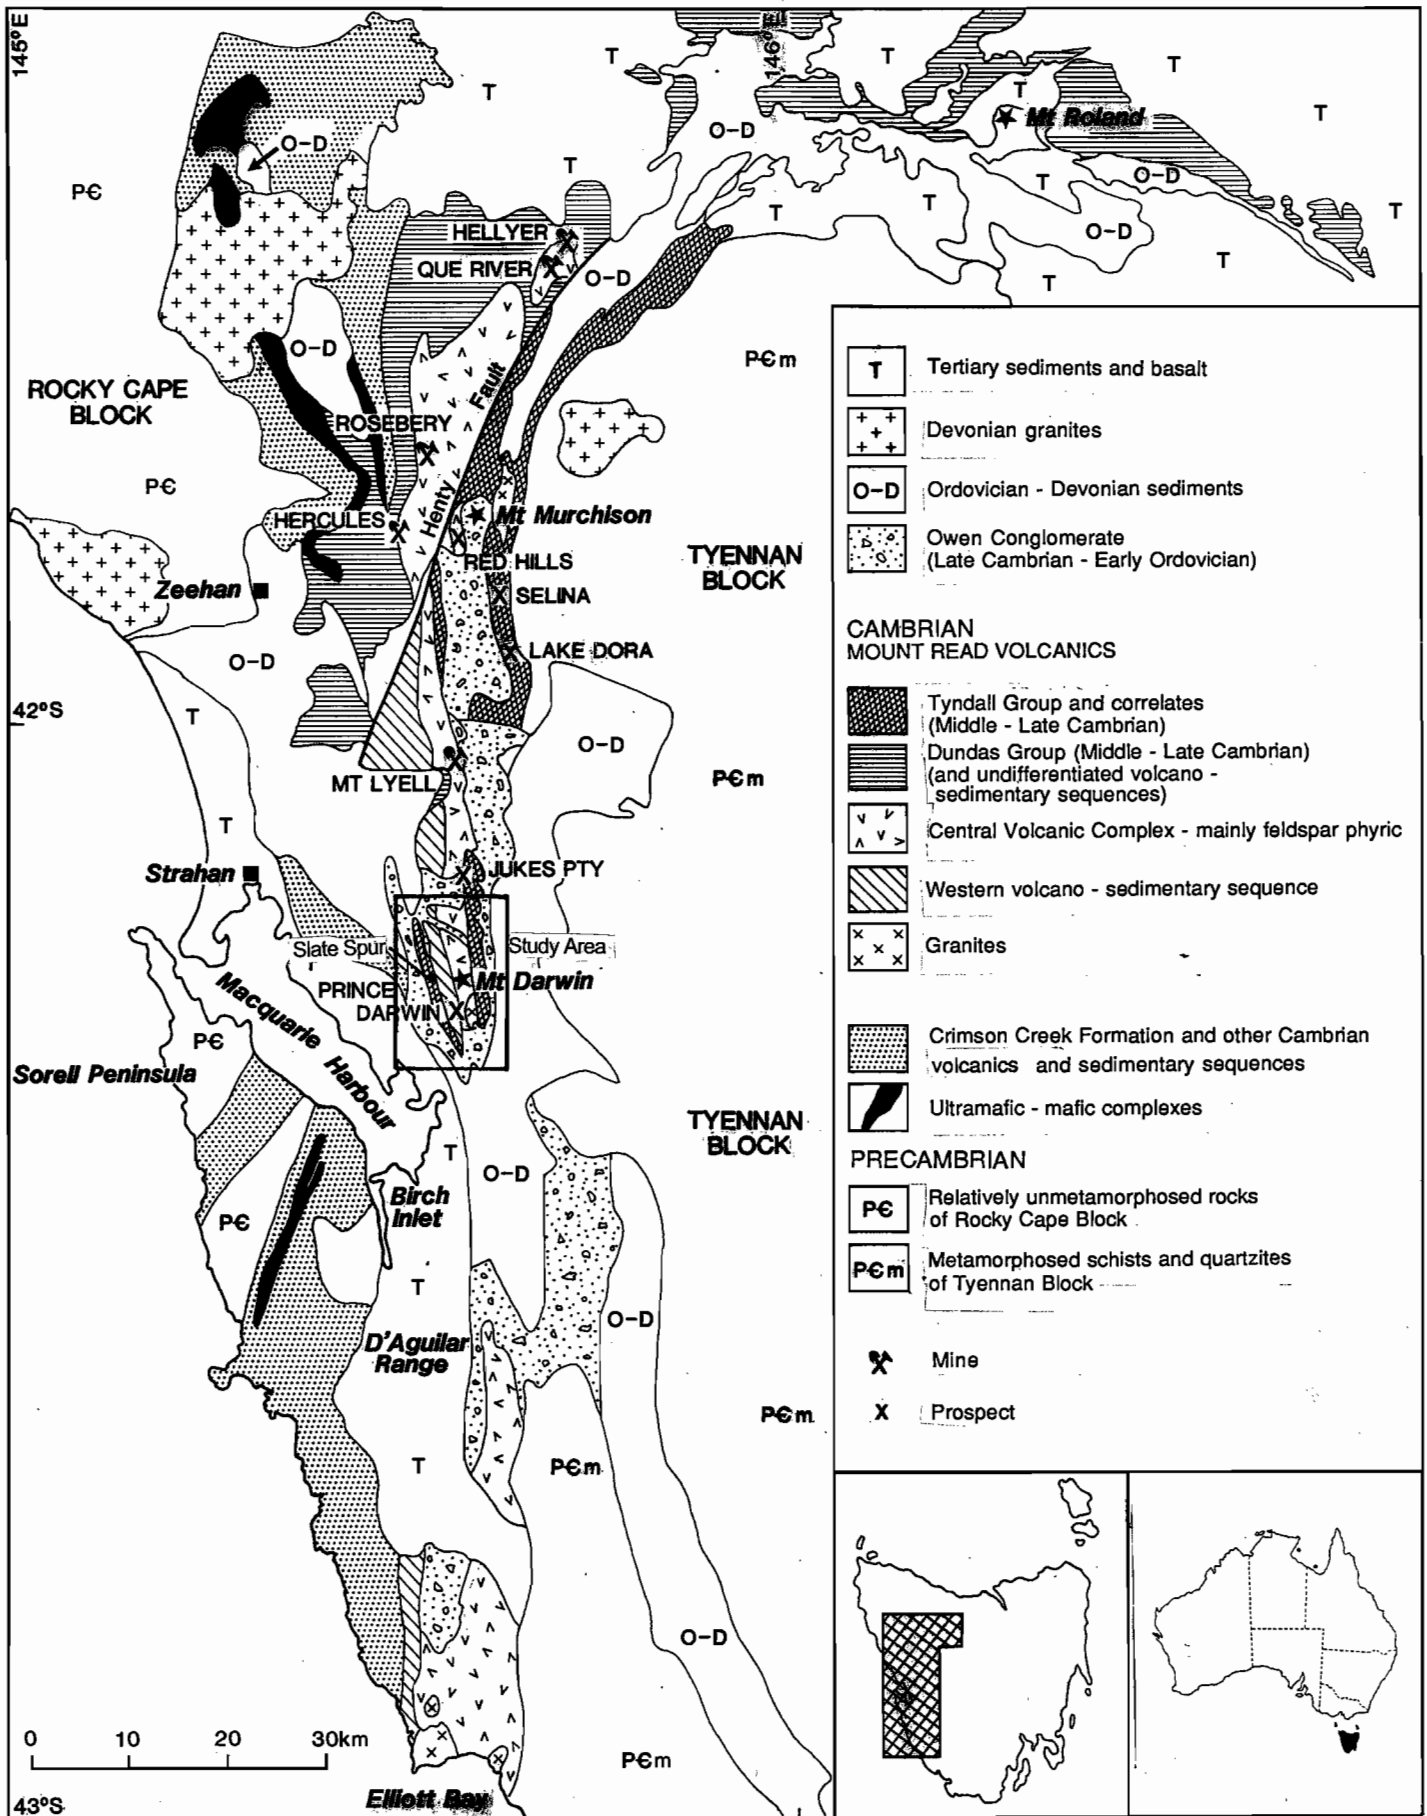 145°E
146°E
T
T
T
T
T
O-D
T
Mt Roland
O-D
PЄ
T
O-D
T
T
T
T
O-D
T
T
HELLYER
QUE RIVER
O-D
O-D
PЄm
ROCKY CAPE
BLOCK
Fault
ROSEBERY
PЄ
Henty
HERCULES
Mt Murchison
TYENNAN
BLOCK
RED HILLS
Zeehan
SELINA
O-D
LAKE DORA
42°S
T
O-D
MT LYELL
PЄm
T
Strahan
JUKES PTY
Slate Spur
Study Area
PRINCE
DARWIN
Mt Darwin
Macquarie
Harbour
PЄ
Sorell Peninsula
TYENNAN
BLOCK
T
O-D
Birch
Inlet
PЄ
T
O-D
D'Aguilar
Range
PЄm
T
PЄm
O-D
0 10 20 30km
PЄm
Elliott Bay
43°S
T Tertiary sediments and basalt
Devonian granites
O-D Ordovician - Devonian sediments
Owen Conglomerate
(Late Cambrian - Early Ordovician)
CAMBRIAN
MOUNT READ VOLCANICS
Tyndall Group and correlates
(Middle - Late Cambrian)
Dundas Group (Middle - Late Cambrian)
(and undifferentiated volcano -
sedimentary sequences)
Central Volcanic Complex - mainly feldspar phyric
Western volcano - sedimentary sequence
Granites
Crimson Creek Formation and other Cambrian
volcanics and sedimentary sequences
Ultramafic - mafic complexes
PRECAMBRIAN
PЄ Relatively unmetamorphosed rocks
of Rocky Cape Block
PЄm Metamorphosed schists and quartzites
of Tyennan Block
Mine
X Prospect